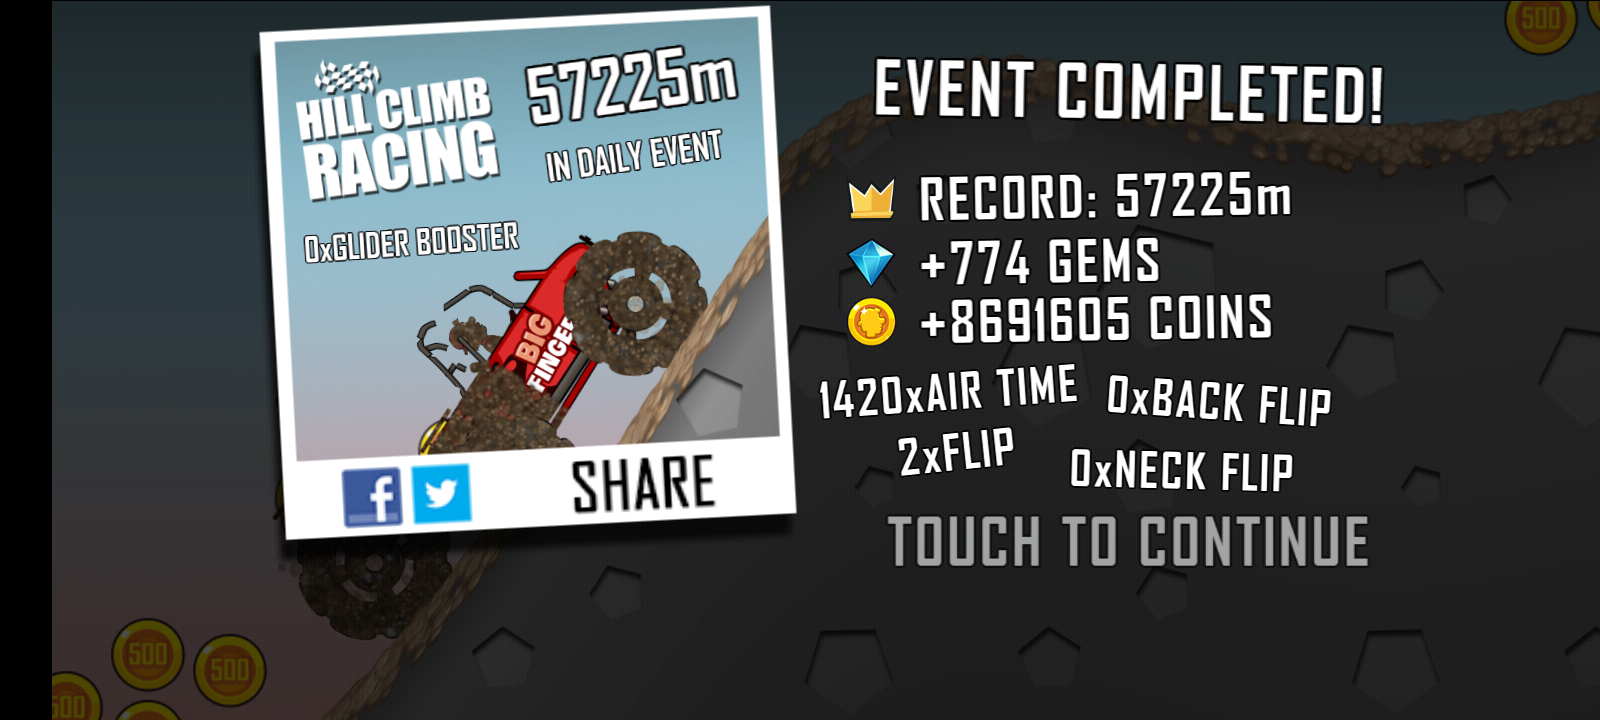 HILL CLIMB
RACING
57225m
IN DAILY EVENT
0xGLIDER BOOSTER
BIG
FINGER
SHARE
EVENT COMPLETED!
RECORD: 57225m
+774 GEMS
+8691605 COINS
1420xAIR TIME
0xBACK FLIP
2xFLIP
0xNECK FLIP
TOUCH TO CONTINUE
500
500
500
500